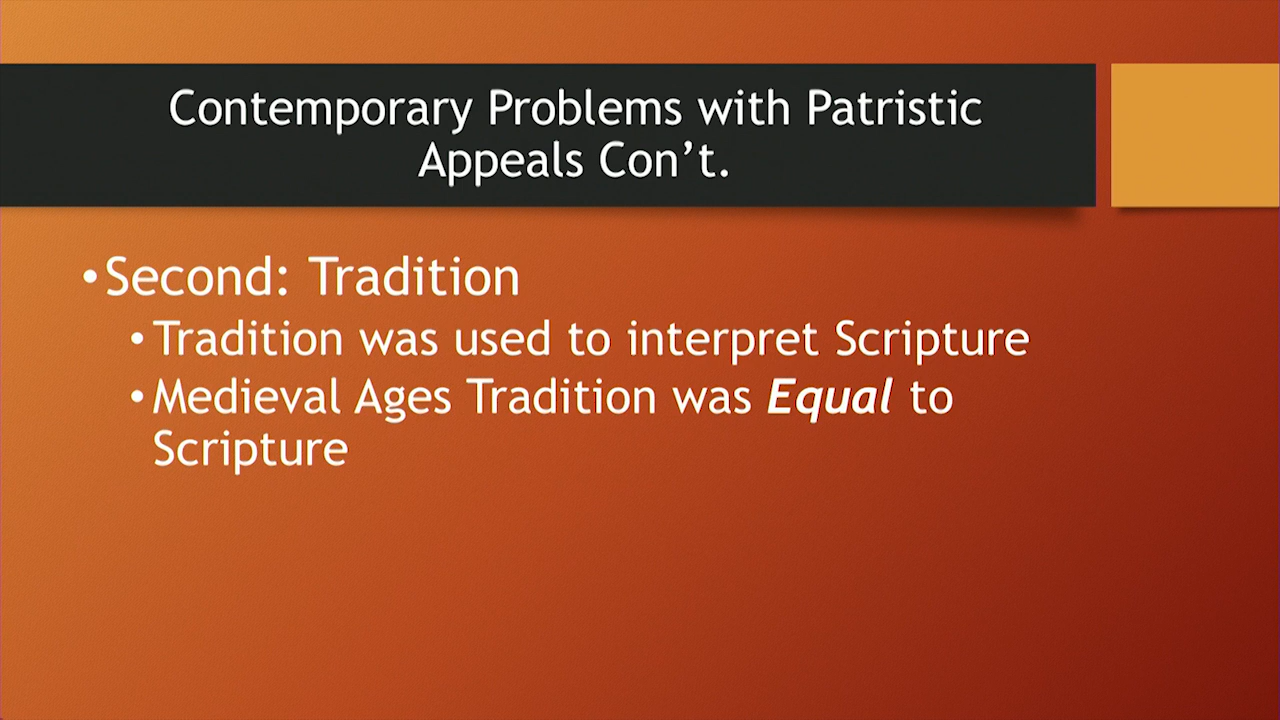 Contemporary Problems with Patristic
Appeals Con’t.
•Second: Tradition
•Tradition was used to interpret Scripture
•Medieval Ages Tradition was Equal to
Scripture